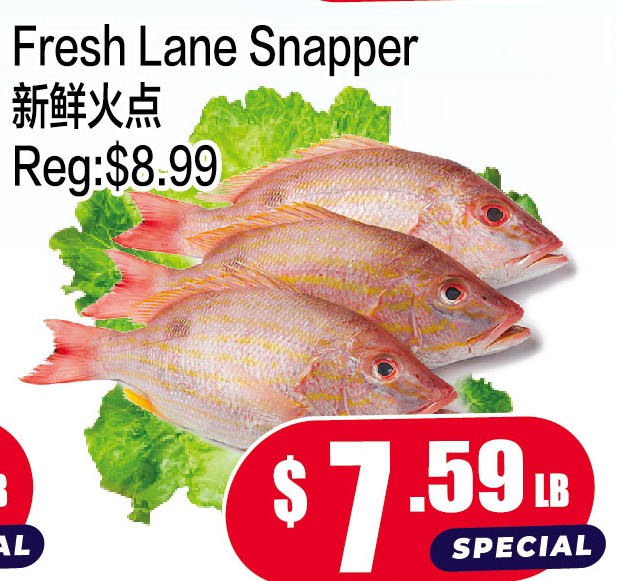 Fresh Lane Snapper
新鲜火点
Reg:$8.99
$7.59 LB
SPECIAL